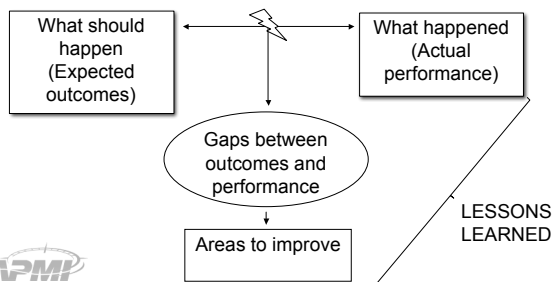 What should
happen
(Expected
outcomes)
What happened
(Actual
performance)
Gaps between
outcomes and
performance
Areas to improve
LESSONS
LEARNED
APMP